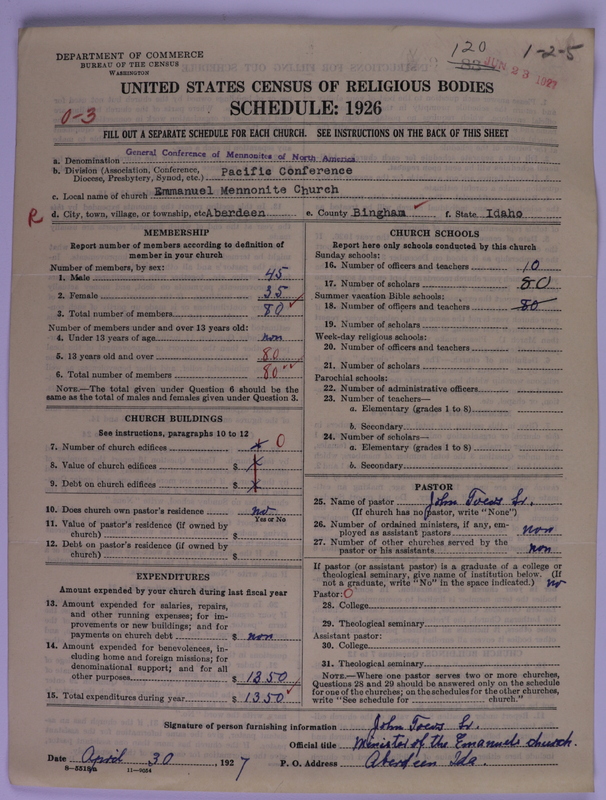 DEPARTMENT OF COMMERCE
BUREAU OF THE CENSUS
WASHINGTON
120
1-2-5
83
JUN 23 1927
UNITED STATES CENSUS OF RELIGIOUS BODIES
SCHEDULE: 1926
0-3
FILL OUT A SEPARATE SCHEDULE FOR EACH CHURCH. SEE INSTRUCTIONS ON THE BACK OF THIS SHEET
a. Denomination General Conference of Mennonites of North America
b. Division (Association, Conference, Diocese, Presbytery, Synod, etc.) Pacific Conference
c. Local name of church Emmanuel Mennonite Church
R d. City, town, village, or township, etc. Aberdeen e. County Bingham f. State Idaho
MEMBERSHIP
Report number of members according to definition of
member in your church
Number of members, by sex:
1. Male 45
2. Female 35
3. Total number of members 80
Number of members under and over 13 years old:
4. Under 13 years of age non
5. 13 years old and over 80
6. Total number of members 80
NOTE.—The total given under Question 6 should be the
same as the total of males and females given under Question 3.
CHURCH BUILDINGS
See instructions, paragraphs 10 to 12
7. Number of church edifices 0
8. Value of church edifices $
9. Debt on church edifices $
10. Does church own pastor's residence no
Yes or No
11. Value of pastor's residence (if owned by
church) $
12. Debt on pastor's residence (if owned by
church) $
EXPENDITURES
Amount expended by your church during last fiscal year
13. Amount expended for salaries, repairs,
and other running expenses; for im-
provements or new buildings; and for
payments on church debt $ non
14. Amount expended for benevolences, in-
cluding home and foreign missions; for
denominational support; and for all
other purposes $ 1350
15. Total expenditures during year $ 1350
CHURCH SCHOOLS
Report here only schools conducted by this church
Sunday schools:
16. Number of officers and teachers 10
17. Number of scholars 80
Summer vacation Bible schools:
18. Number of officers and teachers 80
19. Number of scholars
Week-day religious schools:
20. Number of officers and teachers
21. Number of scholars
Parochial schools:
22. Number of administrative officers
23. Number of teachers—
a. Elementary (grades 1 to 8)
b. Secondary
24. Number of scholars—
a. Elementary (grades 1 to 8)
b. Secondary
PASTOR
25. Name of pastor John Toews Sr.
(If church has no pastor, write "None")
26. Number of ordained ministers, if any, em-
ployed as assistant pastors non
27. Number of other churches served by the
pastor or his assistants non
If pastor (or assistant pastor) is a graduate of a college or
theological seminary, give name of institution below. (If
not a graduate, write "No" in the space indicated.) no
Pastor: 0
28. College
29. Theological seminary
Assistant pastor:
30. College
31. Theological seminary
NOTE.—Where one pastor serves two or more churches,
Questions 28 and 29 should be answered only on the schedule
for one of the churches; on the schedules for the other churches,
write "See schedule for church."
Signature of person furnishing information John Toews Sr.
Official title Minister of the Emanuels church.
Date April 30, 1927 P. O. Address Aberdeen Ida.
8-5518a 11-9054